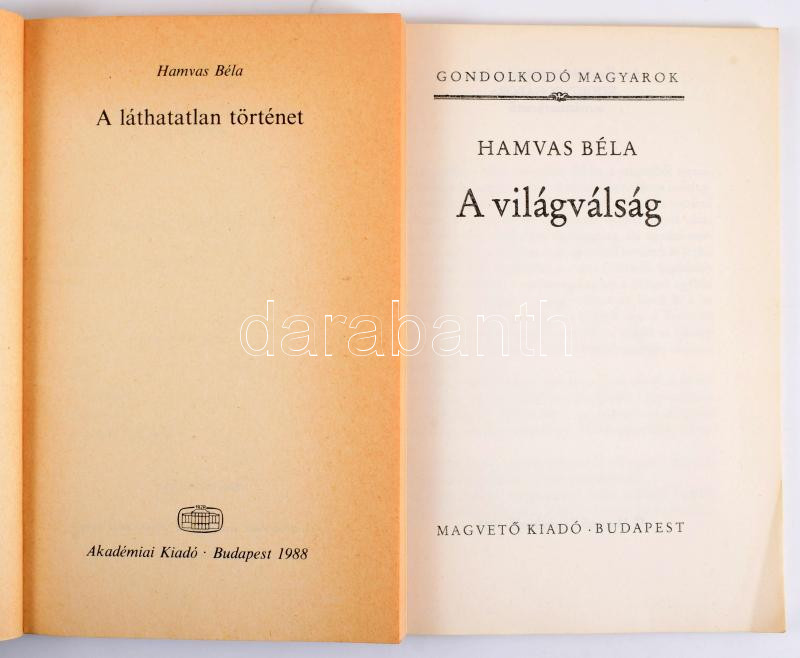 Hamvas Béla
A láthatatlan történet
Akadémiai Kiadó · Budapest 1988
GONDOLKODÓ MAGYAROK
HAMVAS BÉLA
A világválság
MAGVETŐ KIADÓ · BUDAPEST
darabanth